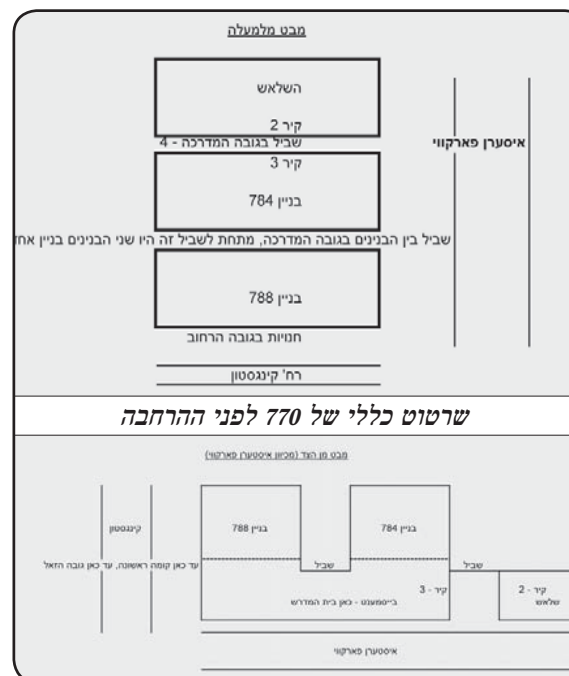 מבט מלמעלה
השלאש
קיר 2
שביל בגובה המדרכה - 4
קיר 3
בניין 784
שביל בין הבנינים בגובה המדרכה, מתחת לשביל זה היו שני הבנינים בניין אחד
בניין 788
חנויות בגובה הרחוב
רח' קינגסטון
איסערן פארקווי
שרטוט כללי של 770 לפני ההרחבה
מבט מן הצד (מכיוון איסטערן פארקווי)
קינגסטון
בניין 788
בניין 784
עד כאן קומה ראשונה, עד כאן גובה הזאל
שביל
שביל
בייסמענט - כאן בית המדרש
קיר - 3
קיר - 2
שלאש
איסטערן פארקווי